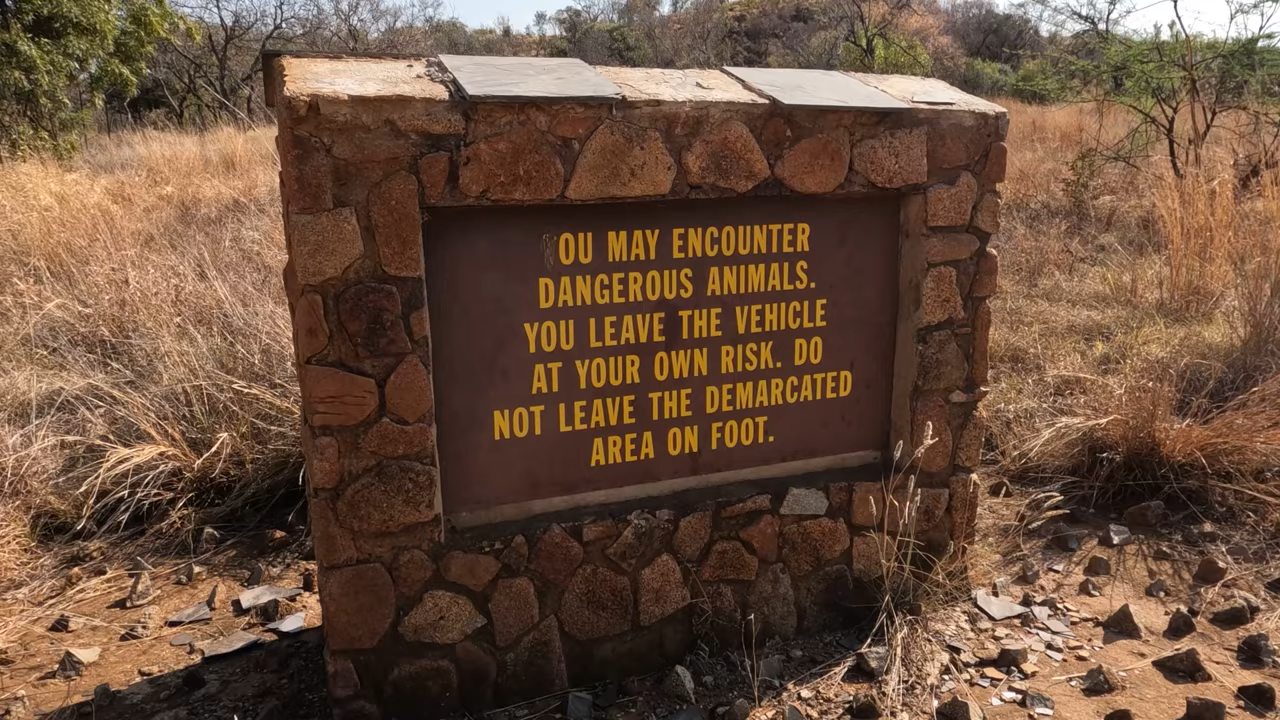 OU MAY ENCOUNTER
DANGEROUS ANIMALS.
YOU LEAVE THE VEHICLE
AT YOUR OWN RISK. DO
NOT LEAVE THE DEMARCATED
AREA ON FOOT.